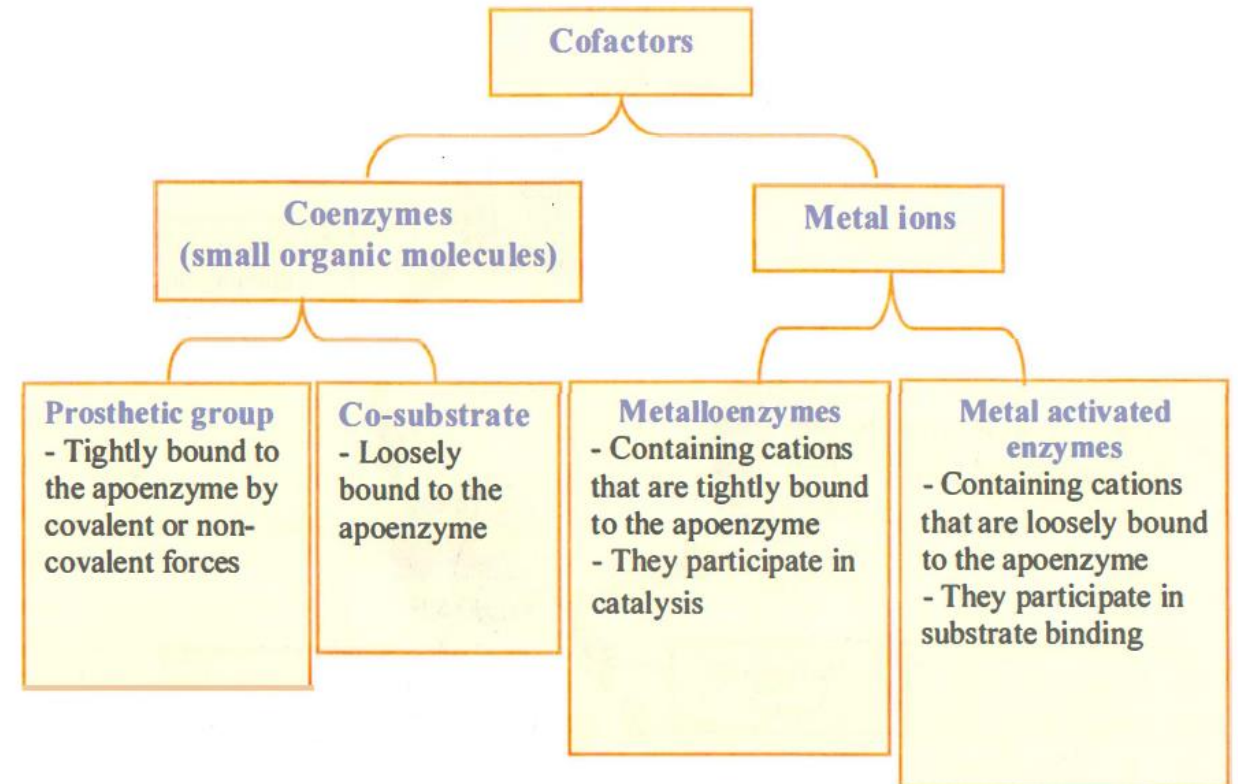 Cofactors
Coenzymes
(small organic molecules)
Metal ions
Prosthetic group
- Tightly bound to
the apoenzyme by
covalent or non-
covalent forces
Co-substrate
- Loosely
bound to the
apoenzyme
Metalloenzymes
- Containing cations
that are tightly bound
to the apoenzyme
- They participate in
catalysis
Metal activated
enzymes
- Containing cations
that are loosely bound
to the apoenzyme
- They participate in
substrate binding